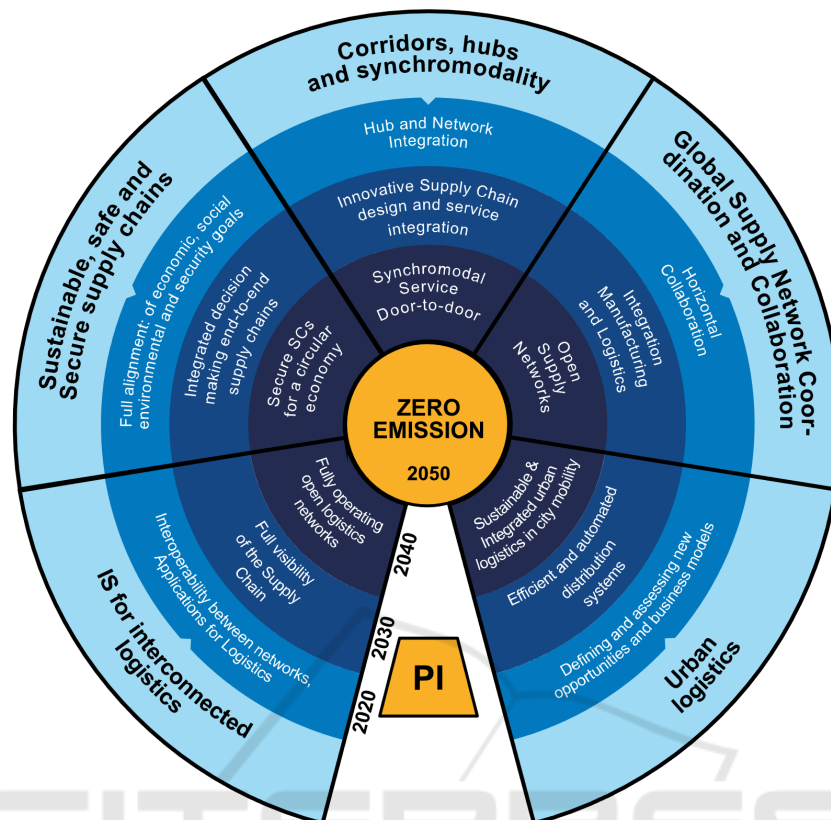 Corridors, hubs
and synchromodality
Hub and Network
Integration
Innovative Supply Chain
design and service
integration
Synchromodal
Service
Door-to-door
Global Supply Network Coor-
dination and Collaboration
Horizontal
Collaboration
Integration
Manufacturing
and Logistics
Open
Supply
Networks
Sustainable, safe and
Secure supply chains
Full alignment: of economic, social
environmental and security goals
Integrated decision
making end-to-end
supply chains
Secure SCs
for a circular
economy
ZERO
EMISSION
2050
IS for interconnected
logistics
Interoperability between networks,
Applications for Logistics
Full visibility
of the Supply
Chain
Fully operating
open logistics
networks
2040
2030
2020
PI
Sustainable &
Integrated urban
logistics in city mobility
Efficient and automated
distribution
systems
Defining and assessing new
opportunities and business models
Urban
logistics